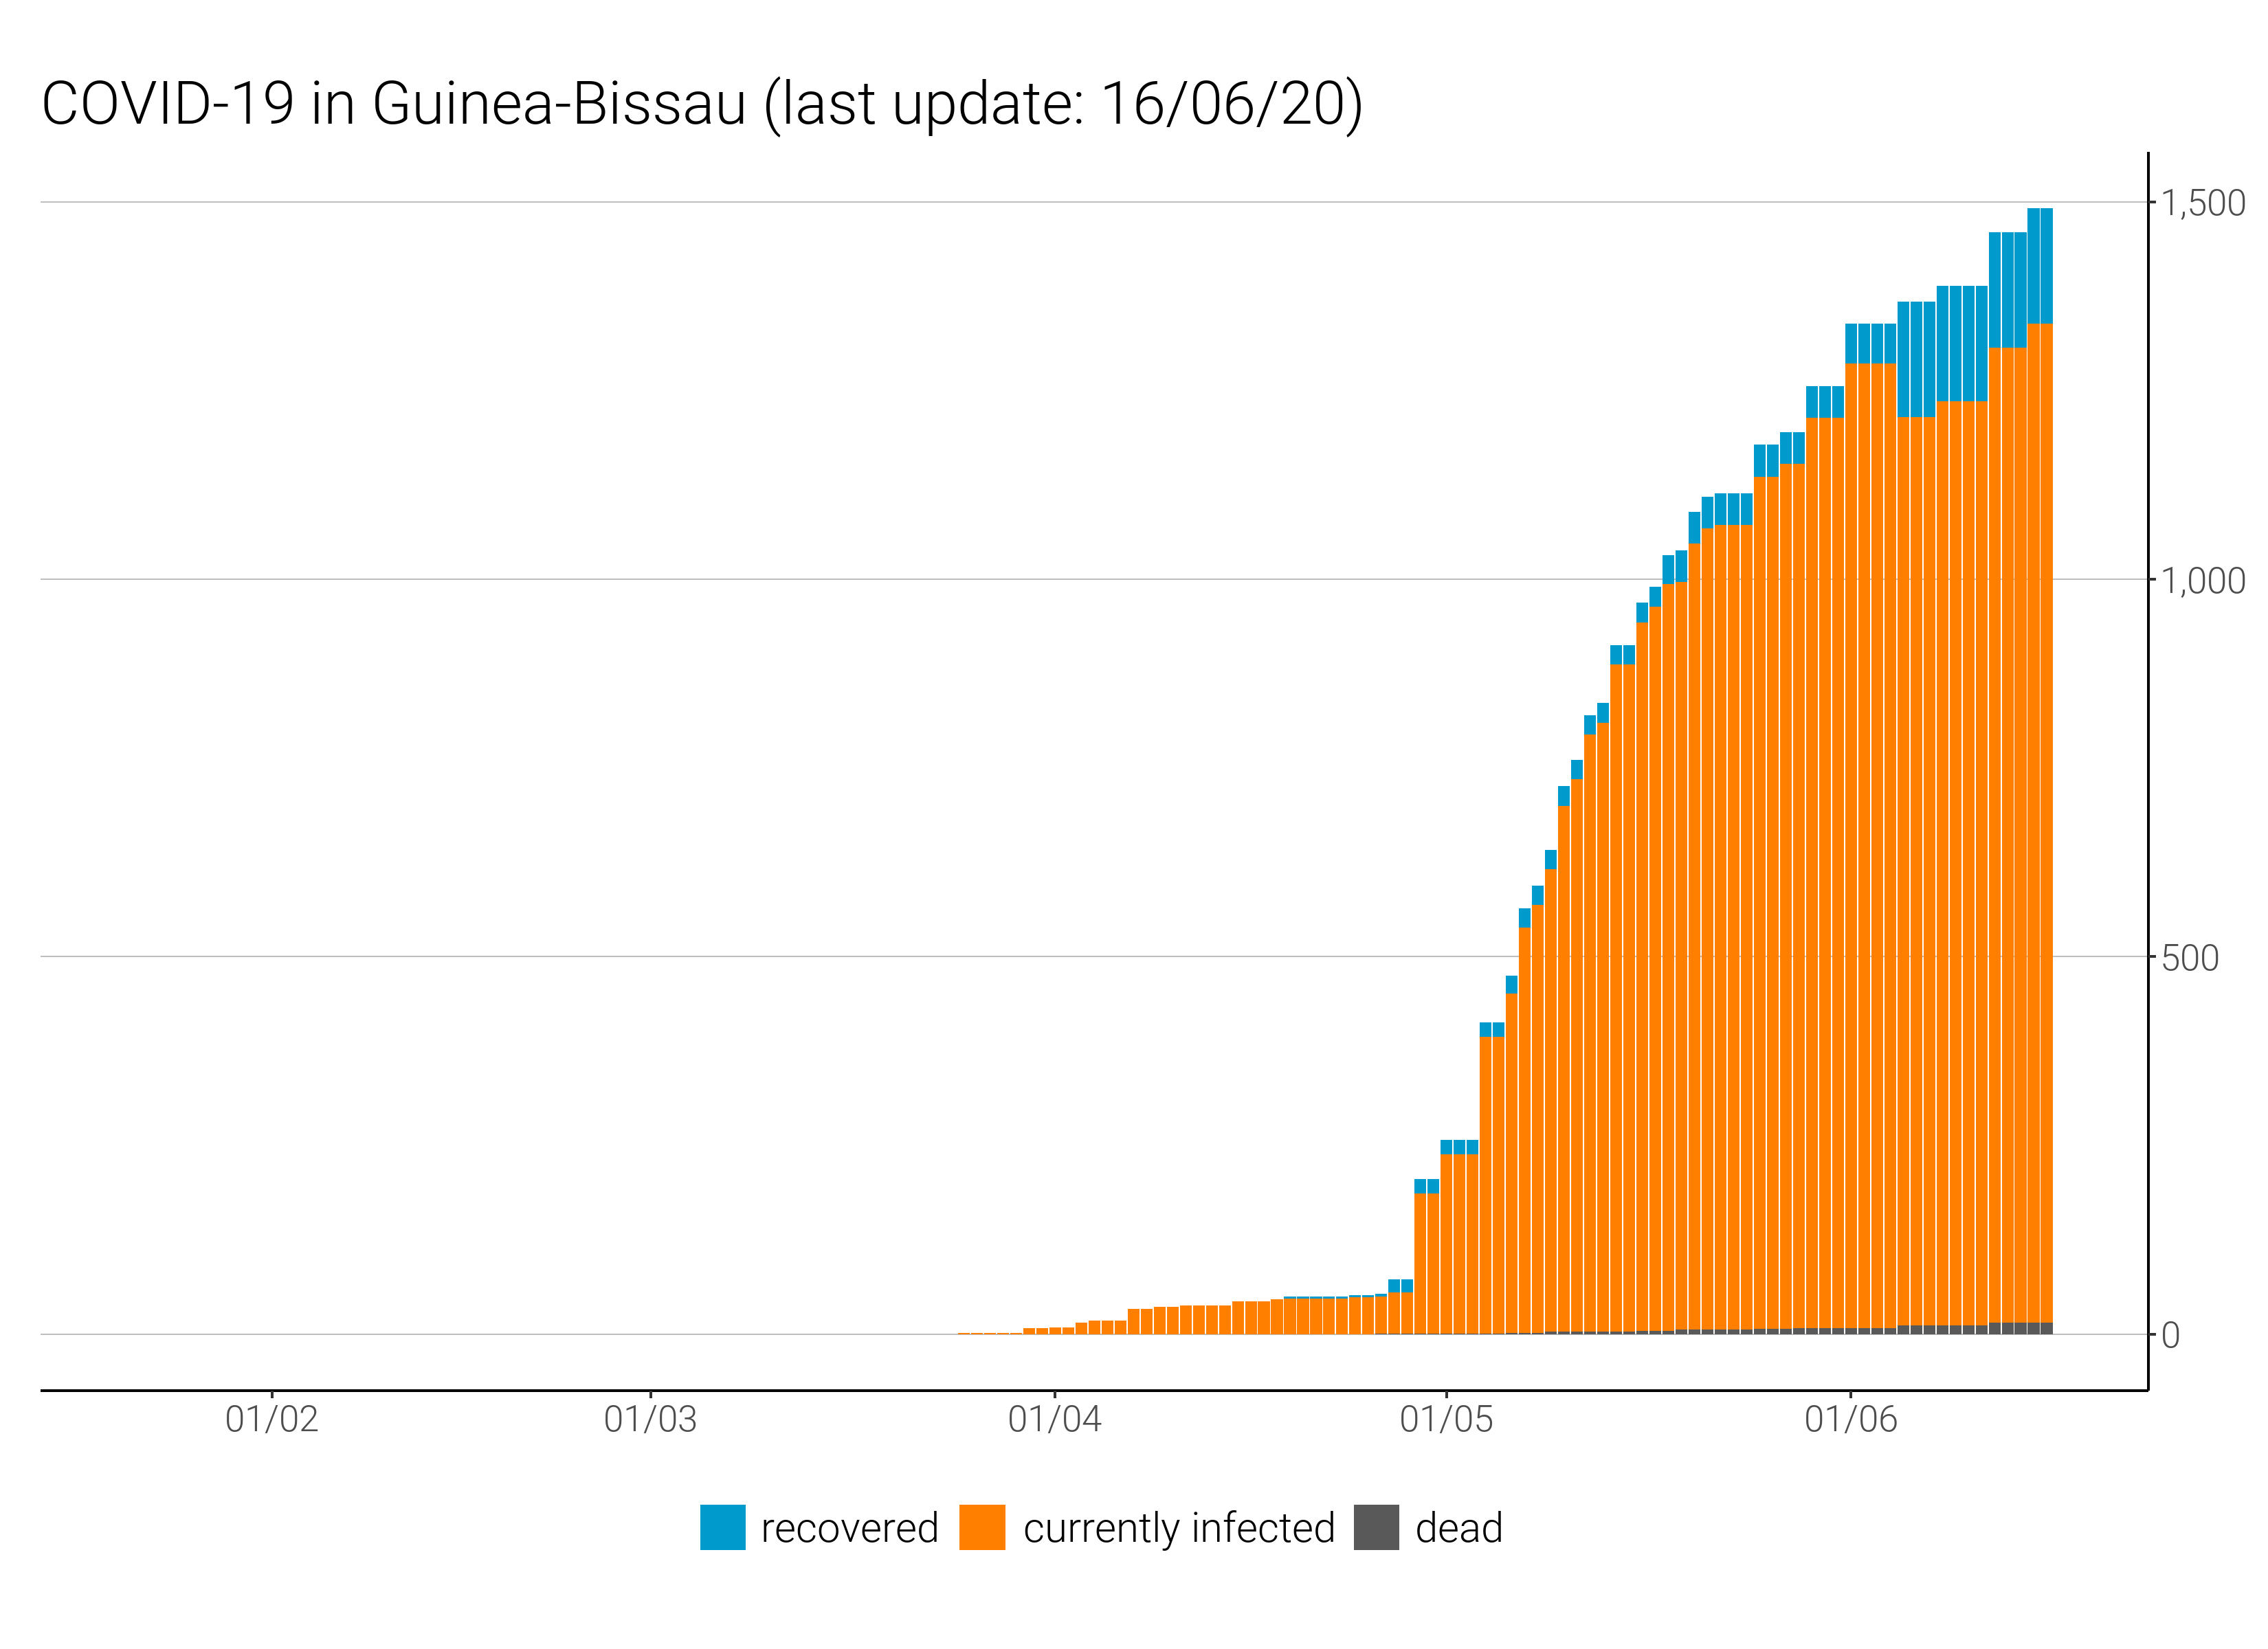 COVID-19 in Guinea-Bissau (last update: 16/06/20)
1,500
1,000
500
0
01/02 01/03 01/04 01/05 01/06
recovered currently infected dead